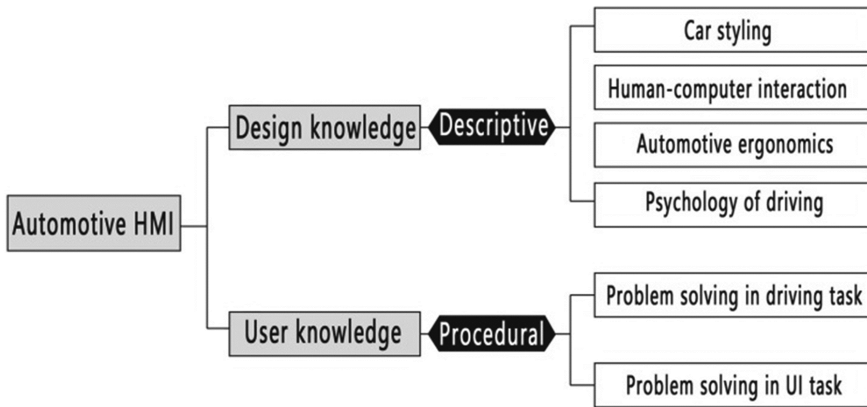 Automotive HMI
Design knowledge
Descriptive
Car styling
Human-computer interaction
Automotive ergonomics
Psychology of driving
User knowledge
Procedural
Problem solving in driving task
Problem solving in UI task